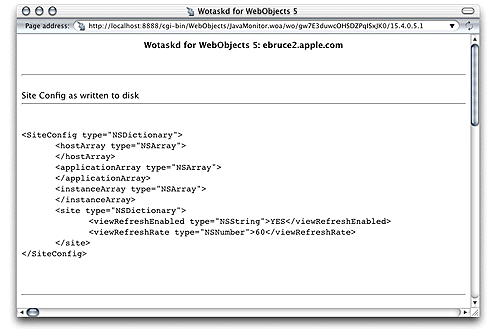 Wotaskd for WebObjects 5
Page address: http://localhost:8888/cgi-bin/WebObjects/JavaMonitor.woa/wo/gw7E3duwcOHSDZPqISxJK0/15.4.0.5.1
Wotaskd for WebObjects 5: ebruce2.apple.com
Site Config as written to disk
<SiteConfig type="NSDictionary">
<hostArray type="NSArray">
</hostArray>
<applicationArray type="NSArray">
</applicationArray>
<instanceArray type="NSArray">
</instanceArray>
<site type="NSDictionary">
<viewRefreshEnabled type="NSString">YES</viewRefreshEnabled>
<viewRefreshRate type="NSNumber">60</viewRefreshRate>
</site>
</SiteConfig>